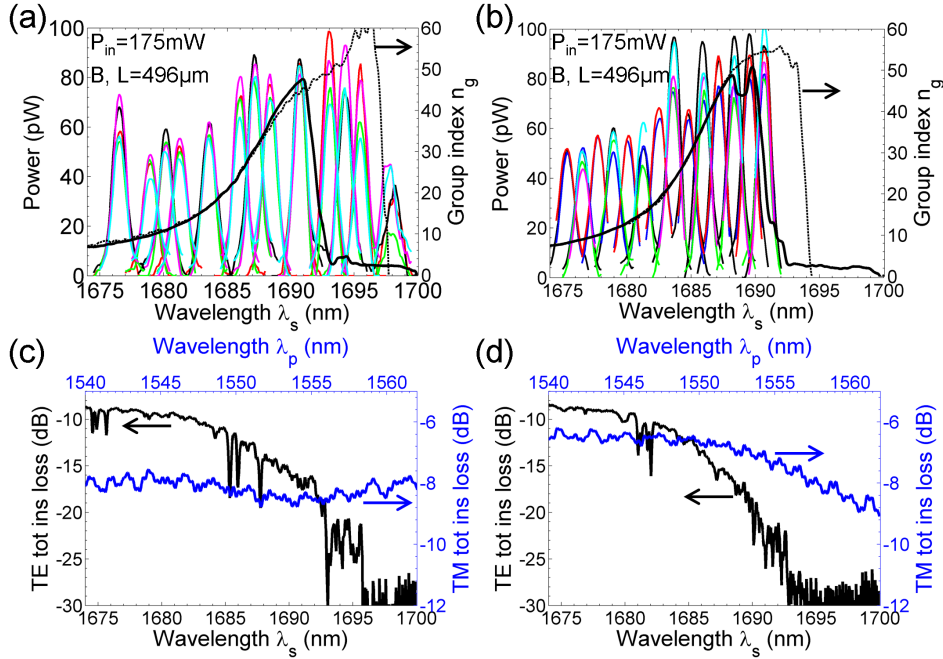 (a)
P_in=175mW
B, L=496µm
Power (pW)
100
80
60
40
20
0
60
50
40
30
20
10
0
Group index n_g
1675 1680 1685 1690 1695 1700
Wavelength λ_s (nm)
(b)
P_in=175mW
B, L=496µm
Power (pW)
100
80
60
40
20
0
60
50
40
30
20
10
0
Group index n_g
1675 1680 1685 1690 1695 1700
Wavelength λ_s (nm)
(c)
Wavelength λ_p (nm)
1540 1545 1550 1555 1560
TE tot ins loss (dB)
-10
-15
-20
-25
-30
-6
-8
-10
-12
TM tot ins loss (dB)
1675 1680 1685 1690 1695 1700
Wavelength λ_s (nm)
(d)
Wavelength λ_p (nm)
1540 1545 1550 1555 1560
TE tot ins loss (dB)
-10
-15
-20
-25
-30
-6
-8
-10
-12
TM tot ins loss (dB)
1675 1680 1685 1690 1695 1700
Wavelength λ_s (nm)